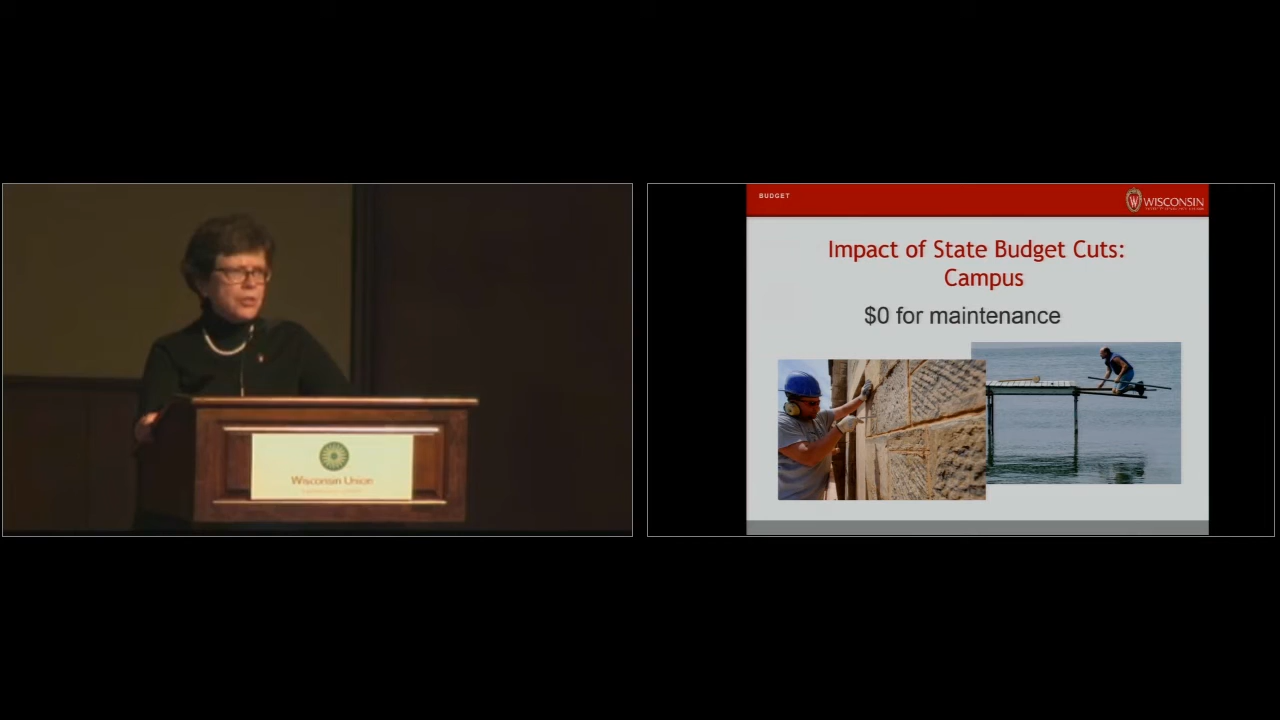 Wisconsin Union
BUDGET
WISCONSIN
Impact of State Budget Cuts:
Campus
$0 for maintenance